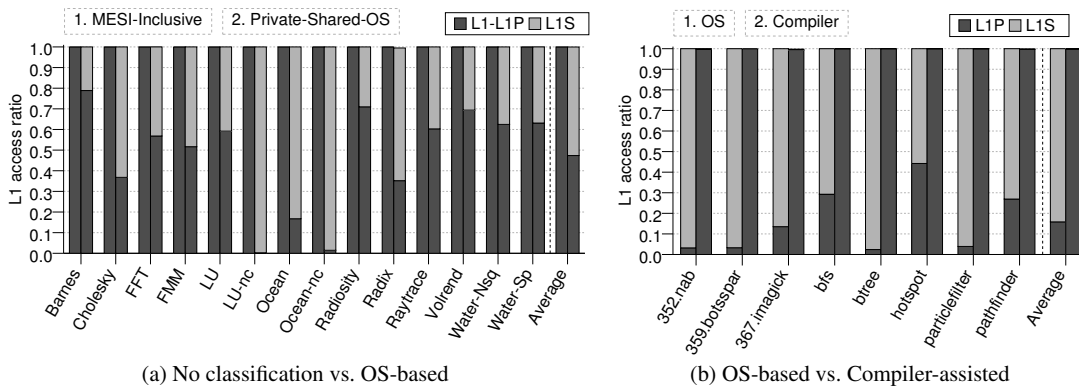 1. MESI-Inclusive 2. Private-Shared-OS L1-L1P L1S
L1 access ratio
1.0
0.9
0.8
0.7
0.6
0.5
0.4
0.3
0.2
0.1
0.0
Barnes
Cholesky
FFT
FMM
LU
LU-nc
Ocean
Ocean-nc
Radiosity
Radix
Raytrace
Volrend
Water-Nsq
Water-Sp
Average
(a) No classification vs. OS-based
1. OS 2. Compiler L1P L1S
L1 access ratio
1.0
0.9
0.8
0.7
0.6
0.5
0.4
0.3
0.2
0.1
0.0
352.nab
359.botsspar
367.imagick
bfs
btree
hotspot
particlefilter
pathfinder
Average
(b) OS-based vs. Compiler-assisted